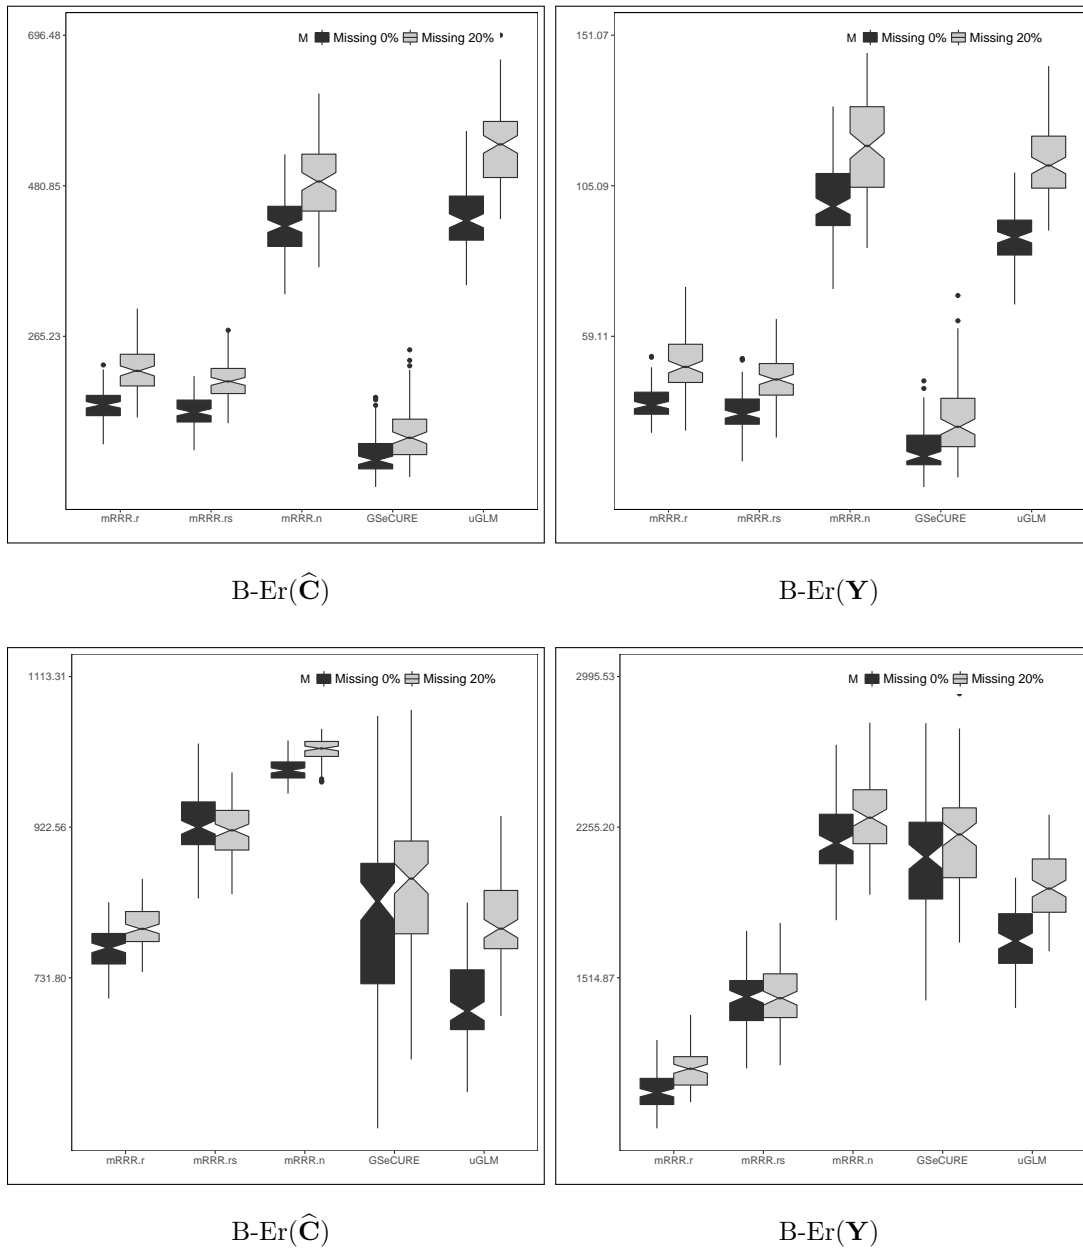 696.48
480.85
265.23
M Missing 0% Missing 20%
mRRR.r mRRR.rs mRRR.n GSeCURE uGLM
B-Er(Ĉ)
151.07
105.09
59.11
M Missing 0% Missing 20%
mRRR.r mRRR.rs mRRR.n GSeCURE uGLM
B-Er(Y)
1113.31
922.56
731.80
M Missing 0% Missing 20%
mRRR.r mRRR.rs mRRR.n GSeCURE uGLM
B-Er(Ĉ)
2995.53
2255.20
1514.87
M Missing 0% Missing 20%
mRRR.r mRRR.rs mRRR.n GSeCURE uGLM
B-Er(Y)